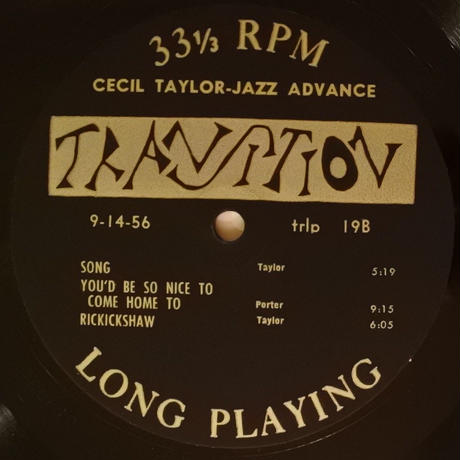 33⅓ RPM
CECIL TAYLOR-JAZZ ADVANCE
TRANSITION
9-14-56 trlp 19B
SONG Taylor 5:19
YOU'D BE SO NICE TO
COME HOME TO Porter 9:15
RICKICKSHAW Taylor 6:05
LONG PLAYING